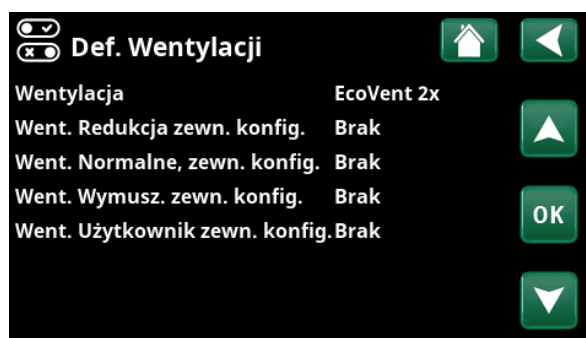 Def. Wentylacji
Wentylacja EcoVent 2x
Went. Redukcja zewn. konfig. Brak
Went. Normalne, zewn. konfig. Brak
Went. Wymusz. zewn. konfig. Brak
Went. Użytkownik zewn. konfig. Brak
OK